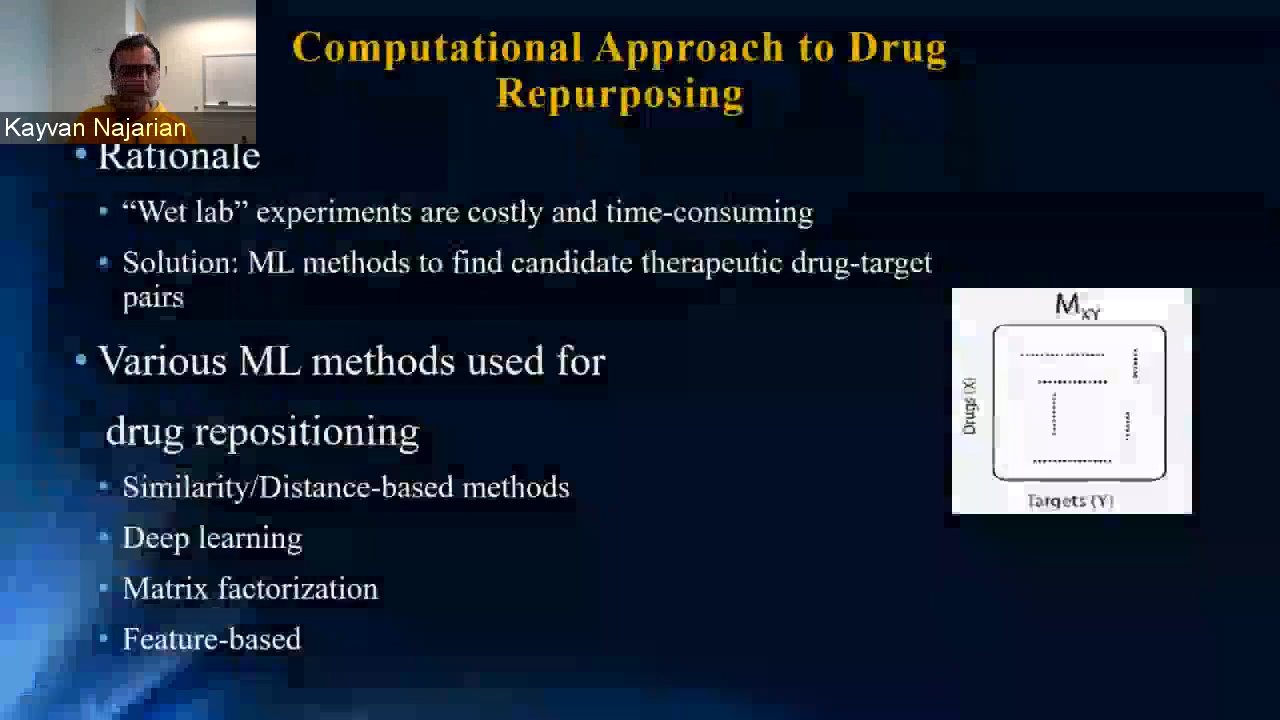 Computational Approach to Drug
Repurposing
Kayvan Najarian
• Rationale
• “Wet lab” experiments are costly and time-consuming
• Solution: ML methods to find candidate therapeutic drug-target
pairs
• Various ML methods used for
drug repositioning
• Similarity/Distance-based methods
• Deep learning
• Matrix factorization
• Feature-based
MXY
Drugs (X)
Targets (Y)